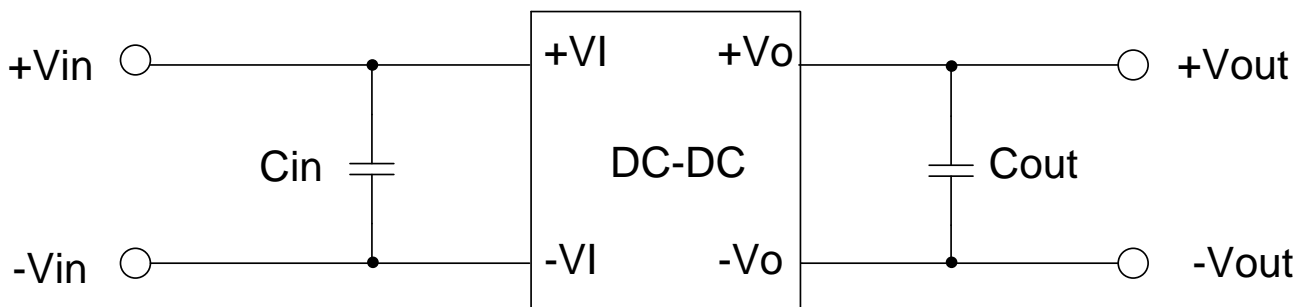 +Vin
+VI
+Vo
+Vout
Cin
DC-DC
Cout
-Vin
-VI
-Vo
-Vout